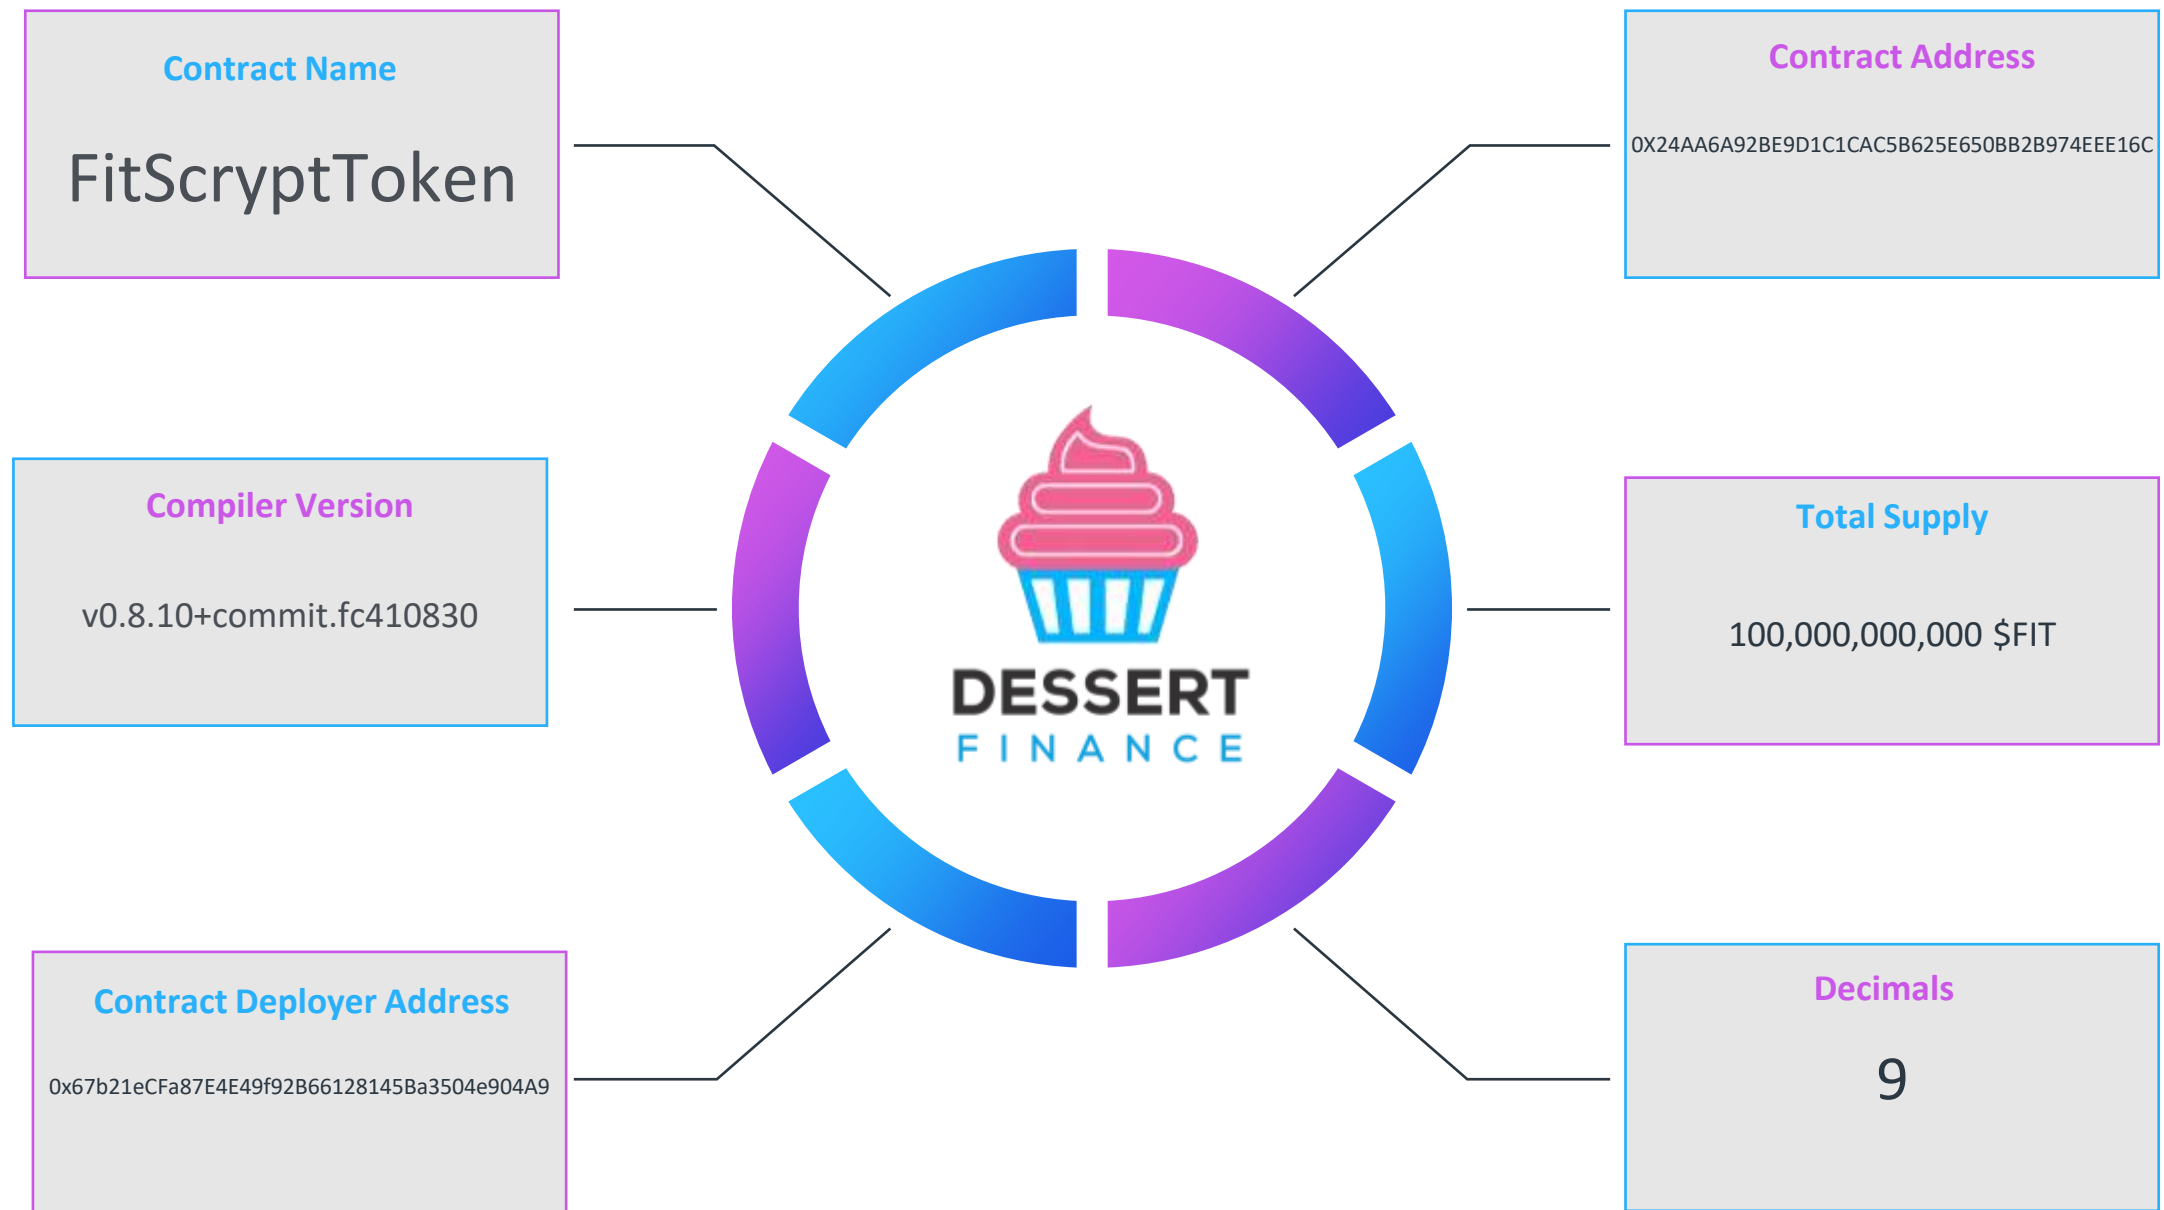 Contract Name
FitScryptToken
Contract Address
0X24AA6A92BE9D1C1CAC5B625E650BB2B974EEE16C
Compiler Version
v0.8.10+commit.fc410830
DESSERT
FINANCE
Total Supply
100,000,000,000 $FIT
Contract Deployer Address
0x67b21eCFa87E4E49f92B66128145Ba3504e904A9
Decimals
9